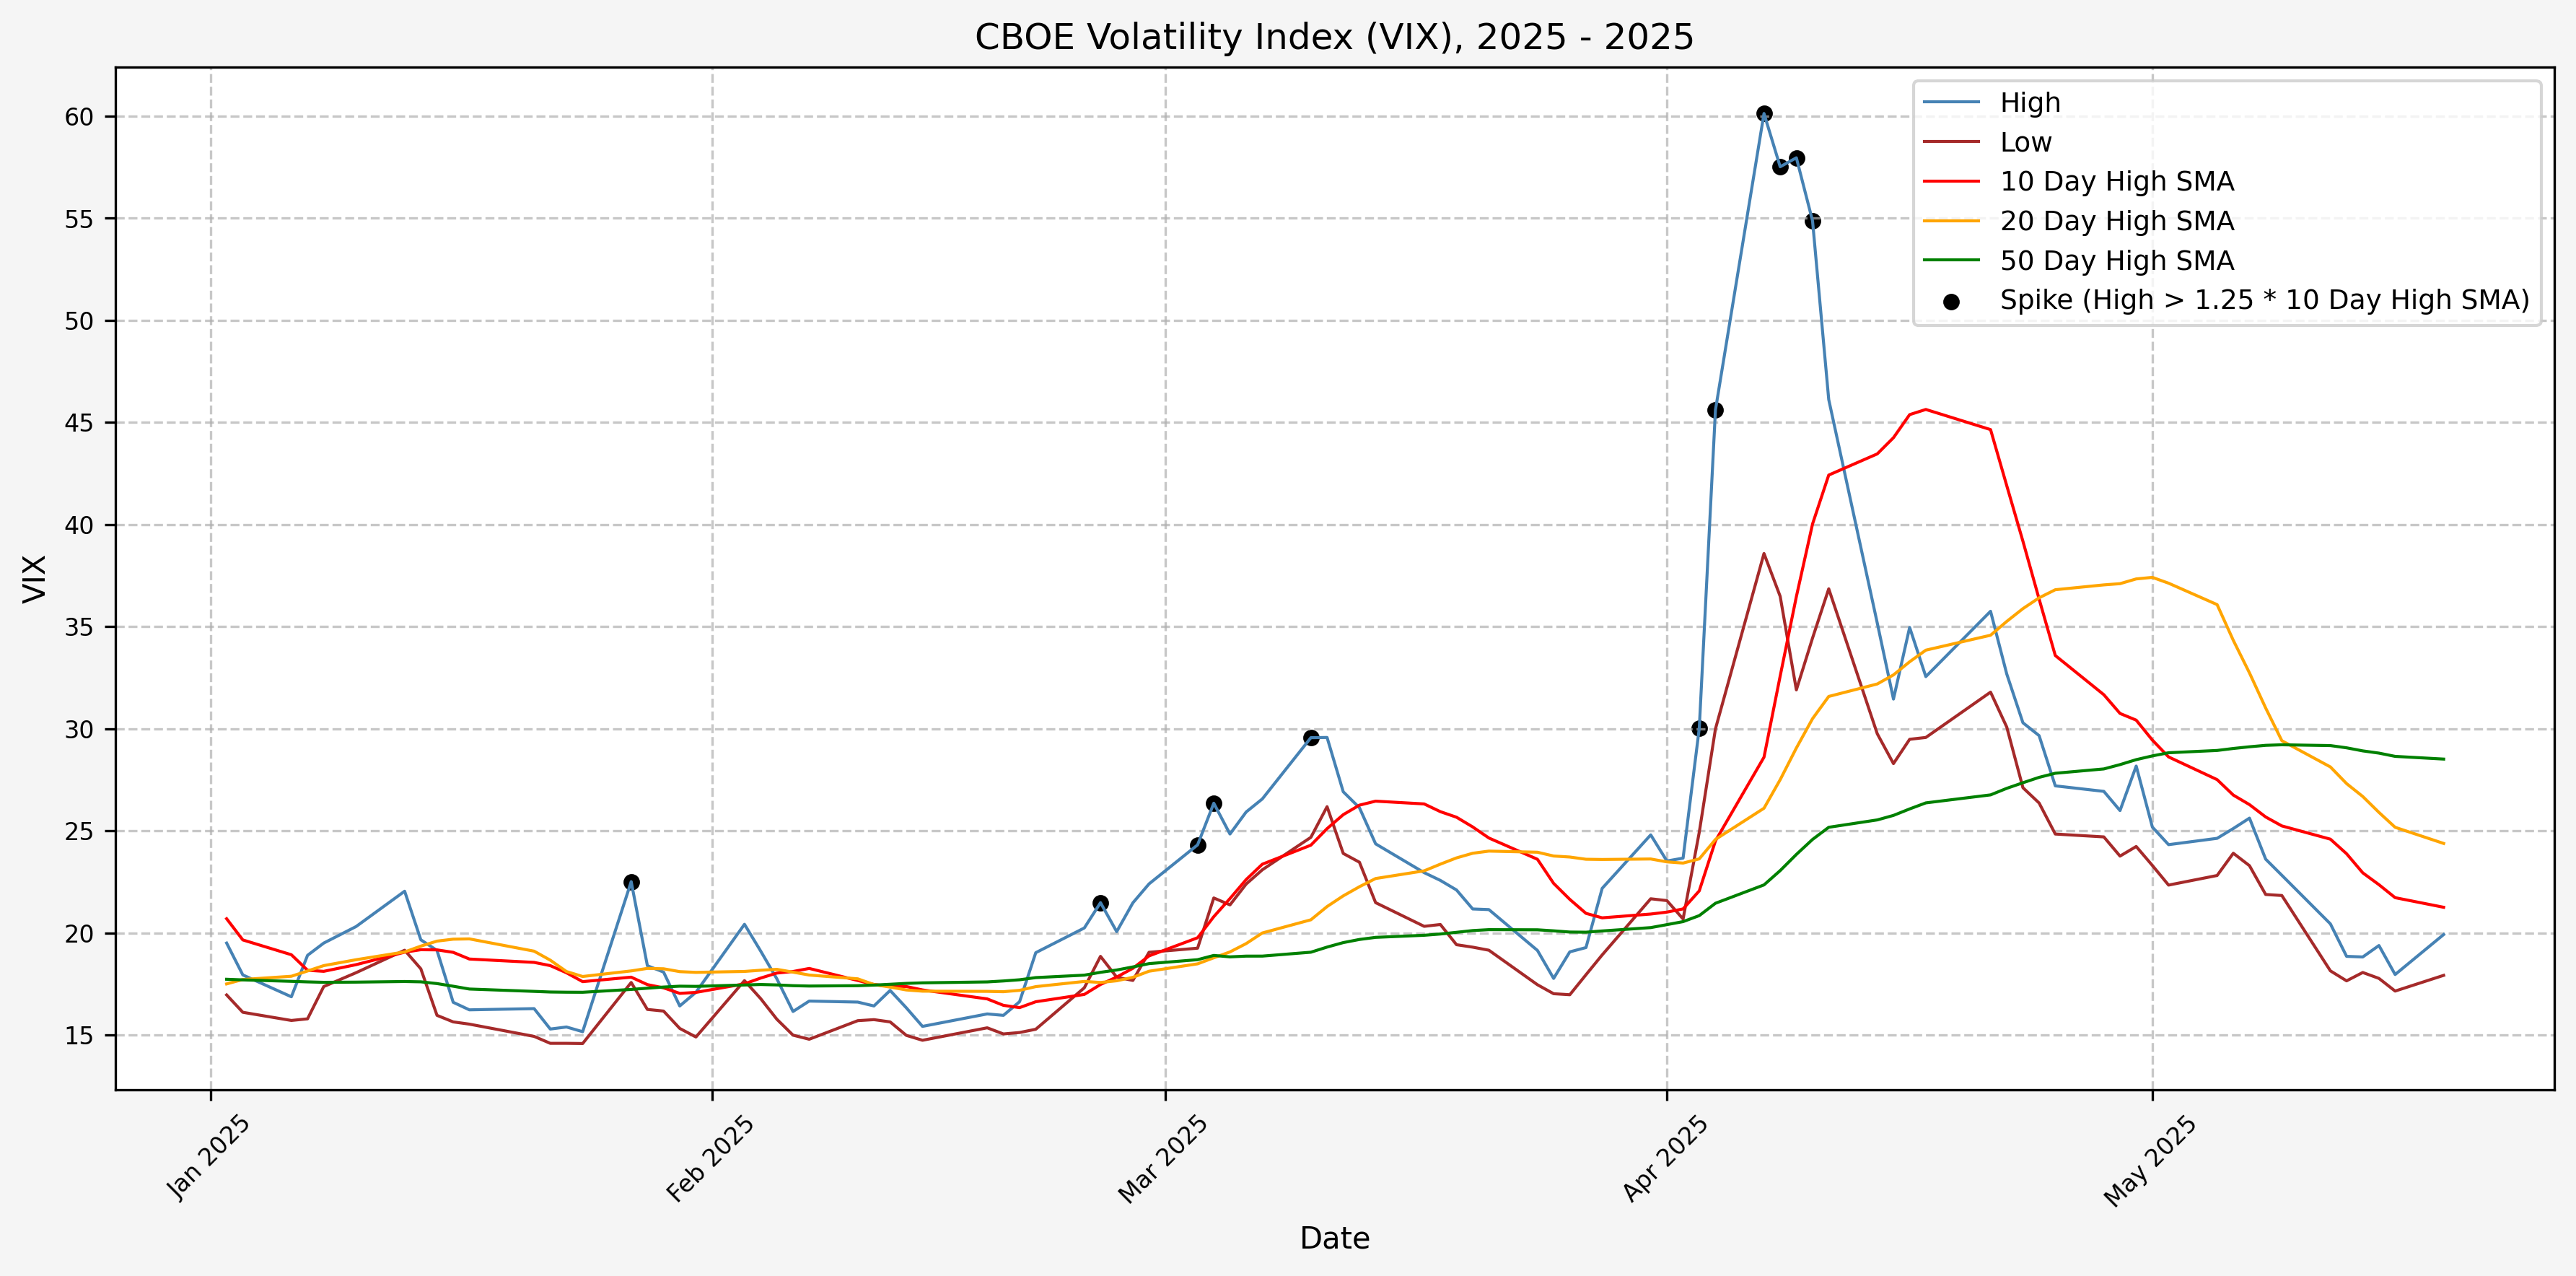 CBOE Volatility Index (VIX), 2025 - 2025
High
Low
10 Day High SMA
20 Day High SMA
50 Day High SMA
Spike (High > 1.25 * 10 Day High SMA)
VIX
60
55
50
45
40
35
30
25
20
15
Jan 2025
Feb 2025
Mar 2025
Apr 2025
May 2025
Date